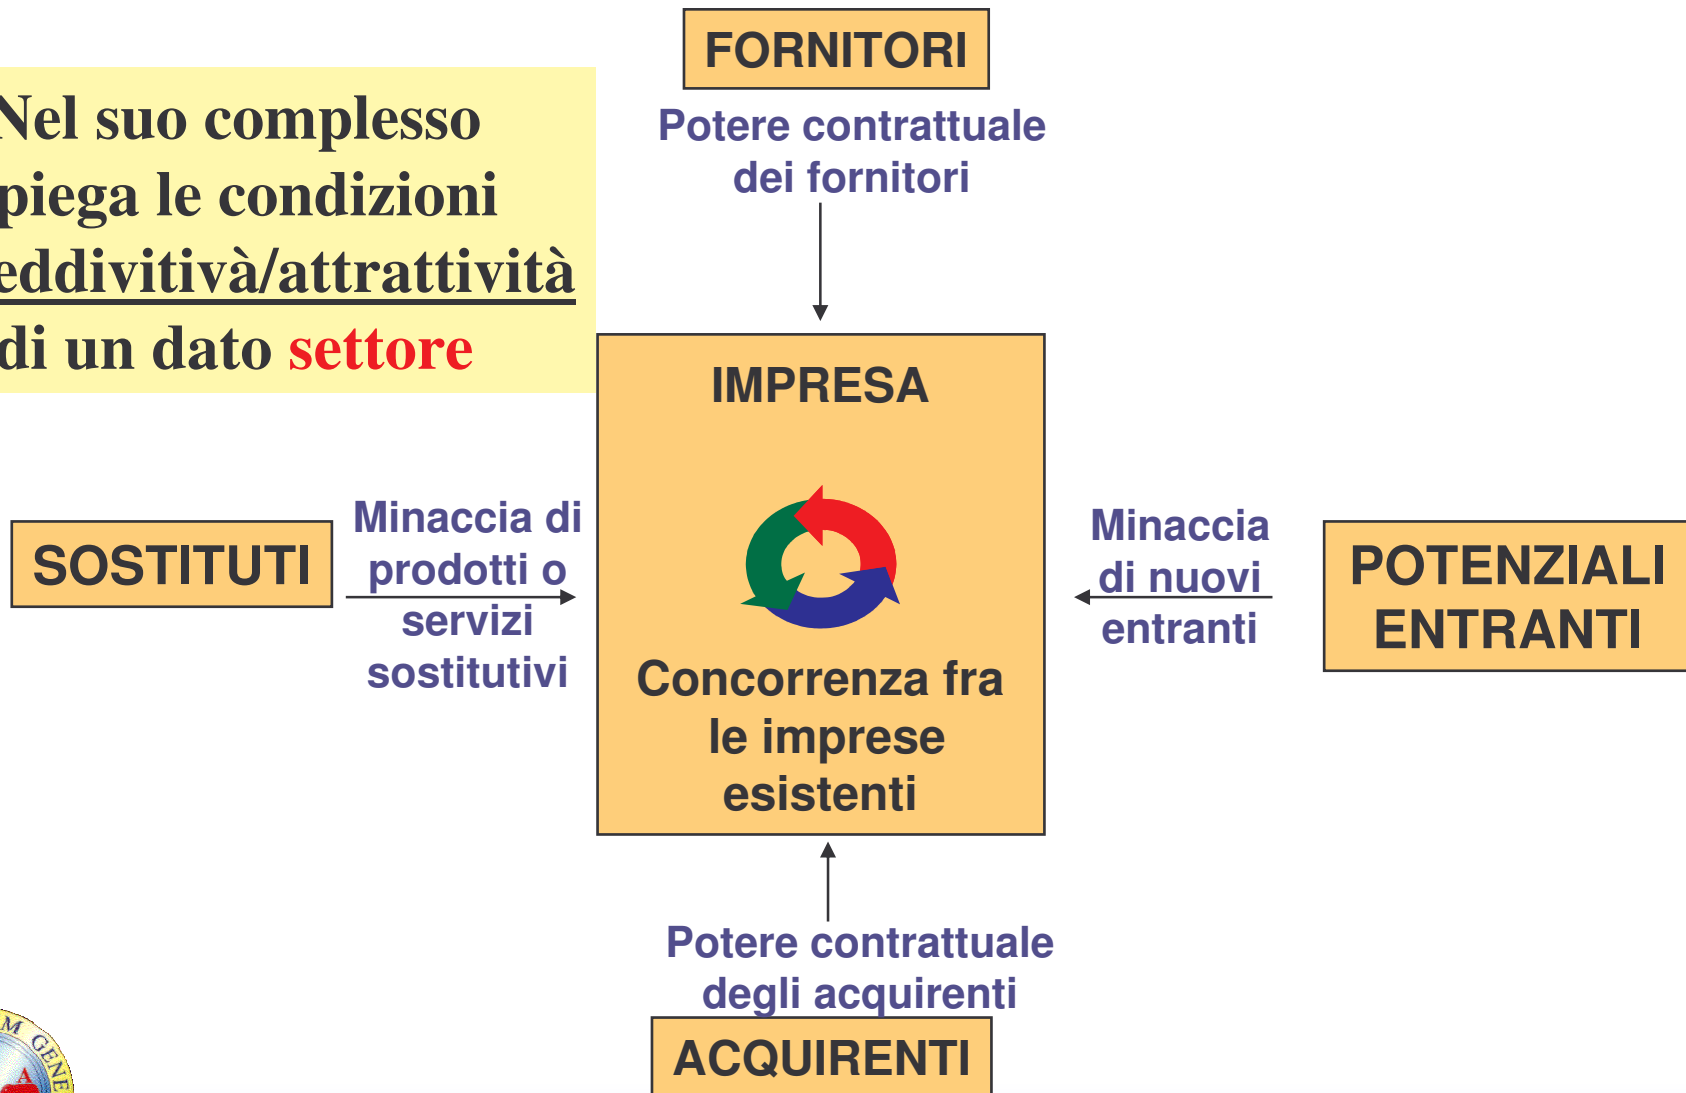 FORNITORI
Potere contrattuale
dei fornitori
Nel suo complesso
piega le condizioni
eddivitivà/attrattività
di un dato settore
IMPRESA
Concorrenza fra
le imprese
esistenti
SOSTITUTI
Minaccia di
prodotti o
servizi
sostitutivi
Minaccia
di nuovi
entranti
POTENZIALI
ENTRANTI
Potere contrattuale
degli acquirenti
ACQUIRENTI